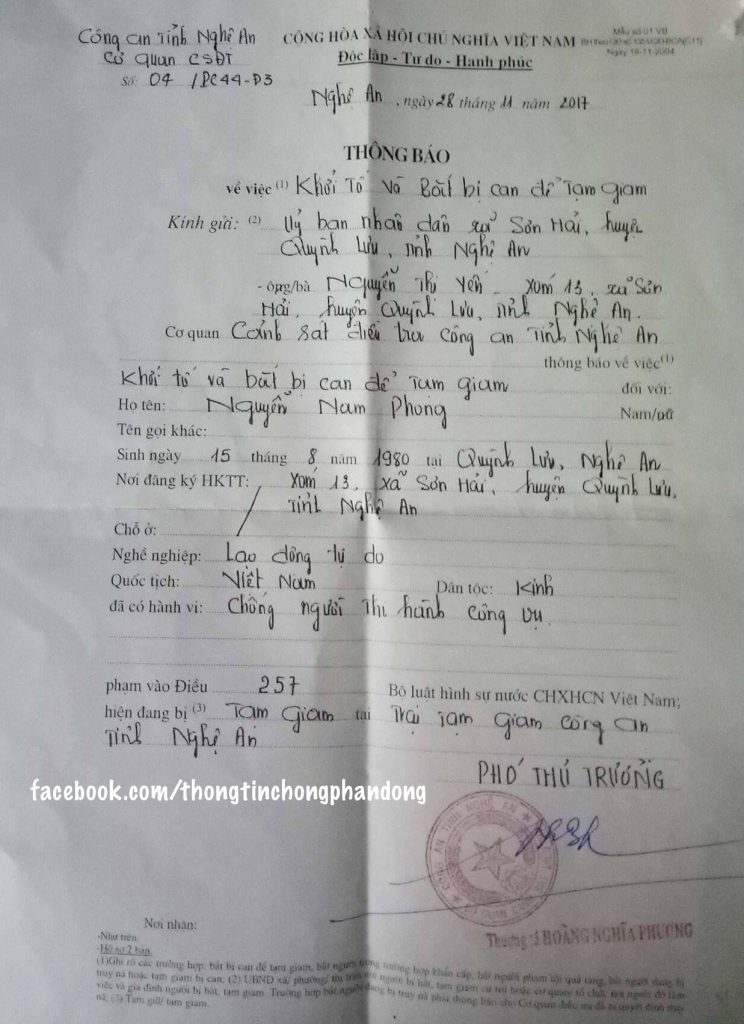 Công an Tỉnh Nghệ An
Cơ quan CSĐT
Số: 04 /PC44-Đ3
CỘNG HÒA XÃ HỘI CHỦ NGHĨA VIỆT NAM
Độc lập - Tự do - Hạnh phúc
Mẫu số 01 VB
Ngày 18-11-2004
Nghệ An, ngày 28 tháng 11 năm 2017
THÔNG BÁO
về việc (1) Khởi tố và Bắt bị can để Tạm giam
Kính gửi: (2) Uỷ ban nhân dân xã Sơn Hải, huyện
Quỳnh Lưu, tỉnh Nghệ An
- ông/bà Nguyễn Thị Yến - Xóm 13, xã Sơn
Hải, huyện Quỳnh Lưu, tỉnh Nghệ An.
Cơ quan Cảnh sát điều tra công an Tỉnh Nghệ An
thông báo về việc(1)
Khởi tố và bắt bị can để Tạm giam đối với:
Họ tên: Nguyễn Nam Phong Nam/nữ
Tên gọi khác:
Sinh ngày 15 tháng 8 năm 1980 tại Quỳnh Lưu, Nghệ An
Nơi đăng ký HKTT: Xóm 13, xã Sơn Hải, huyện Quỳnh Lưu,
Tỉnh Nghệ An
Chỗ ở:
Nghề nghiệp: Lao động tự do
Quốc tịch: Việt Nam Dân tộc: Kinh
đã có hành vi: Chống người Thi hành Công vụ
phạm vào Điều 257 Bộ luật hình sự nước CHXHCN Việt Nam;
hiện đang bị (3) Tạm Giam tại Trại Tạm giam Công an
Tỉnh Nghệ An
PHÓ THỦ TRƯỞNG
facebook.com/thongtinchongphandong
CÔNG AN TỈNH NGHỆ AN
Thượng tá HOÀNG NGHĨA PHƯƠNG
Nơi nhận:
-Như trên.
-Hồ sơ 2 bản.
(1)Ghi rõ các trường hợp: bắt bị can để tạm giam, bắt người trong trường hợp khẩn cấp, bắt người phạm tội quả tang, bắt người đang bị
truy nã hoặc tạm giam bị can; (2) UBND xã/ phường/ thị trấn nơi người bị bắt, tạm giam cư trú hoặc cơ quan, tổ chức nơi người đó làm
việc và gia đình người bị bắt, tạm giam. Trường hợp bắt người đang bị truy nã phải thông báo cho Cơ quan điều tra đã ra quyết định truy
nã; (3) Tạm giữ/ tạm giam.